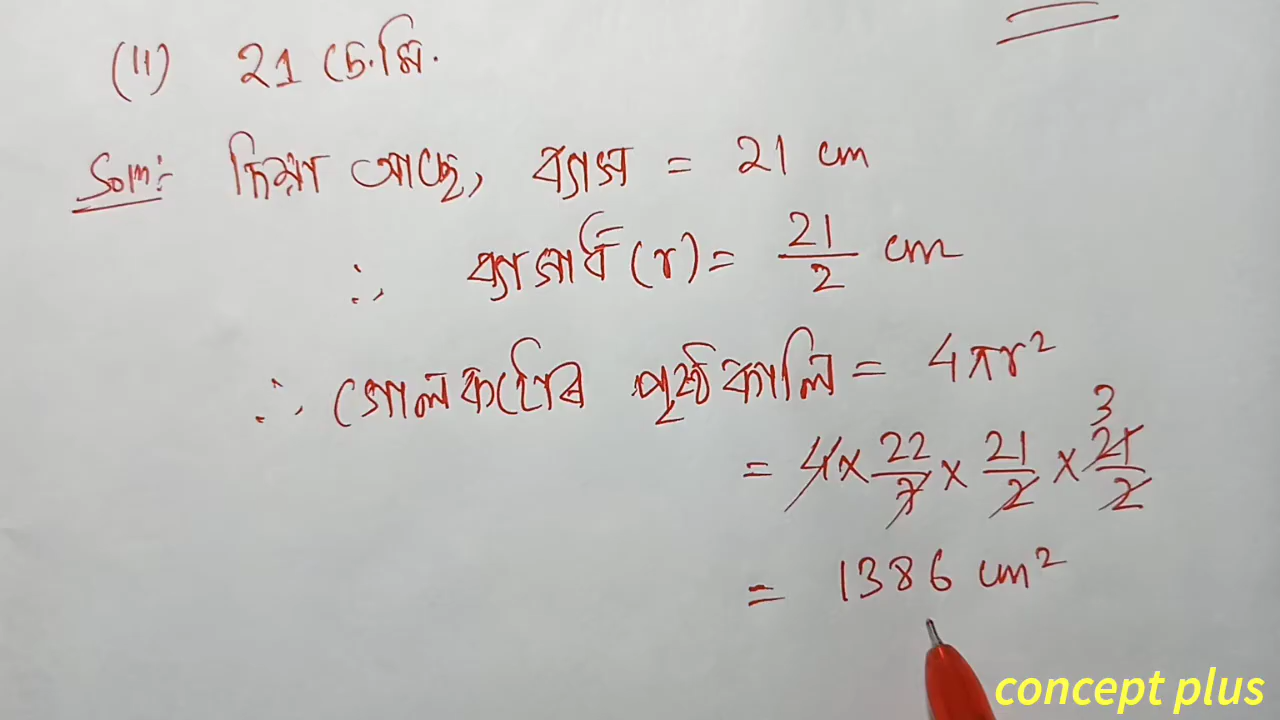 (ii) 21 চে.মি.
Soln:- দিয়া আছে, ব্যাস = 21 cm
∴ ব্যাসাৰ্ধ (r) = 21/2 cm
∴ গোলকটোৰ পৃষ্ঠকালি = 4πr²
= 4 × 22/7 × 21/2 × 21/2 3
= 1386 cm²
concept plus